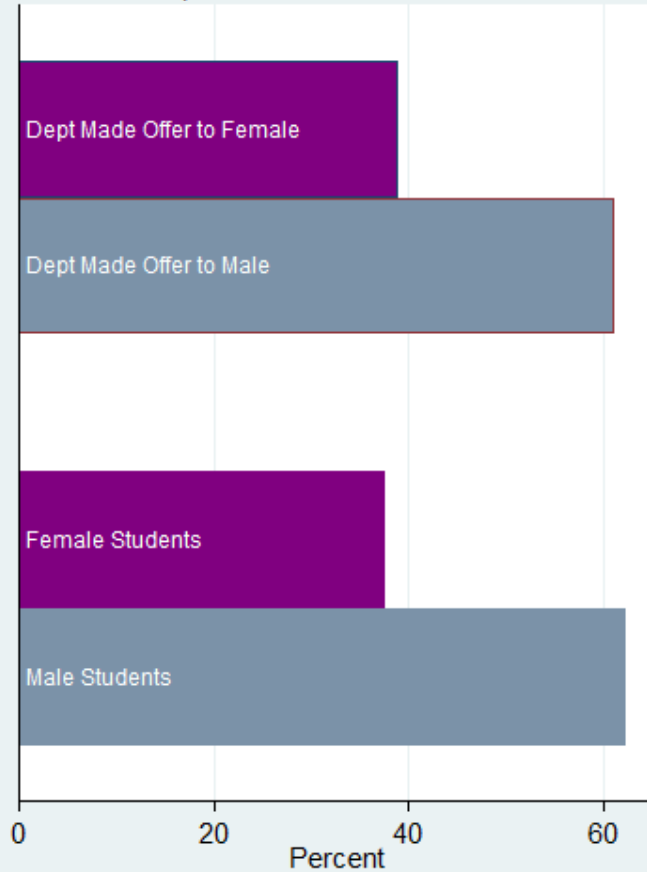 Dept Made Offer to Female
Dept Made Offer to Male
Female Students
Male Students
0 20 40 60
Percent